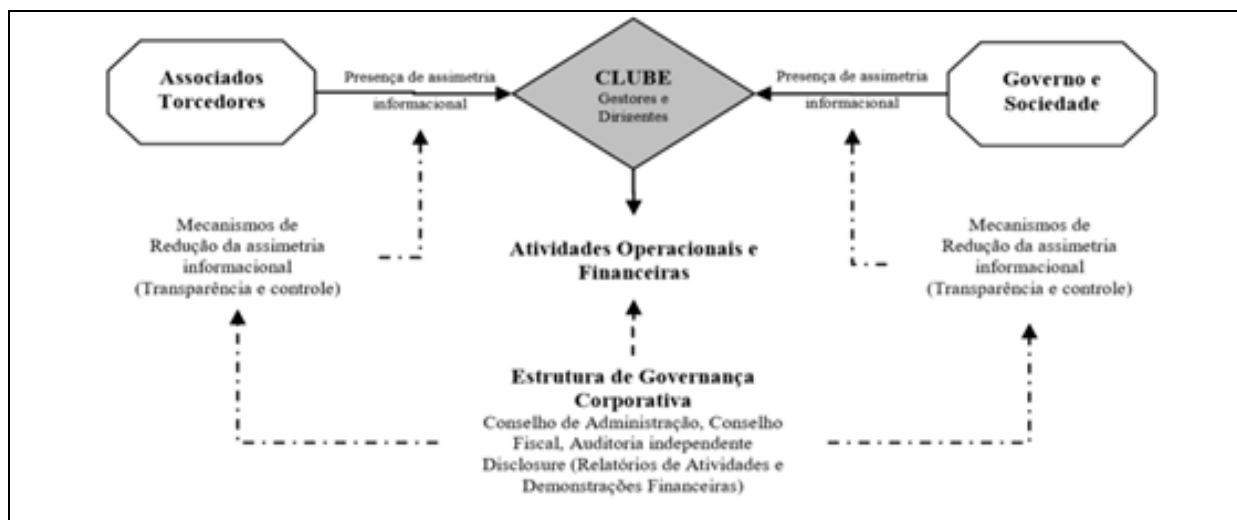 Associados
Torcedores
Presença de assimetria
informacional
CLUBE
Gestores e
Dirizentes
Presença de assimetria
informacional
Governo e
Sociedade
Mecanismos de
Redução da assimetria
informacional
(Transparência e controle)
Atividades Operacionais e
Financeiras
Mecanismos de
Redução da assimetria
informacional
(Transparência e controle)
Estrutura de Governança
Corporativa
Conselho de Administração, Conselho
Fiscal, Auditoria independente
Disclosure (Relatórios de Atividades e
Demonstrações Financeiras)